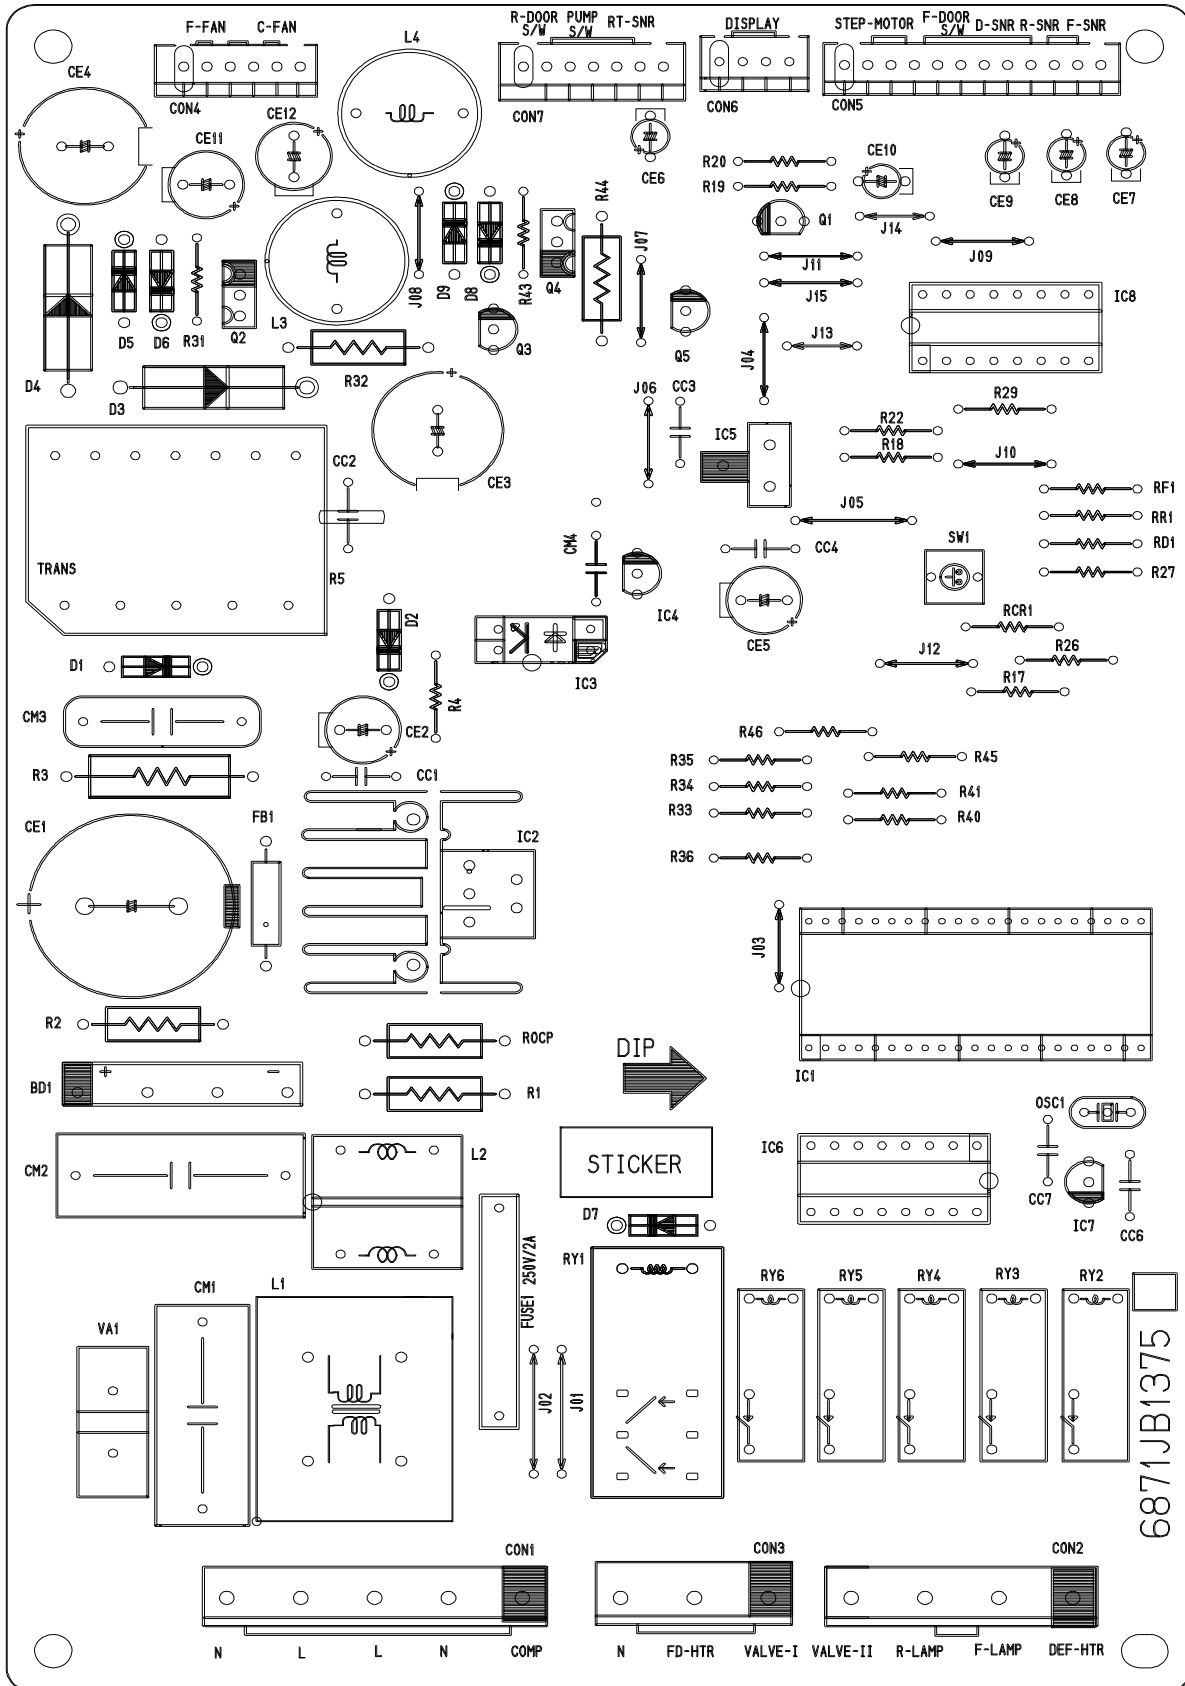 F-FAN C-FAN
L4
R-DOOR S/W PUMP S/W RT-SNR
DISPLAY
STEP-MOTOR F-DOOR S/W D-SNR R-SNR F-SNR
CE4
CON4
CON7
CON6
CON5
CE12
CE11
CE6
R20
R19
CE10
CE9
CE8
CE7
R44
Q1
J14
J09
J07
J11
J15
J08
D9
D8
R43
Q4
IC8
D5
D6
R31
Q2
L3
Q3
Q5
J04
J13
D4
D3
R32
J06
CC3
R29
R22
R18
IC5
J10
CC2
CE3
RF1
J05
RR1
RD1
R27
CM4
CC4
SW1
TRANS
R5
IC4
D2
CE5
RCR1
D1
IC3
J12
R26
R17
R4
CM3
CE2
R46
R35
R45
R3
CC1
R34
R41
R33
R40
CE1
FB1
IC2
R36
J03
R2
ROCP
DIP
BD1
R1
IC1
OSC1
CM2
L2
STICKER
IC6
CC7
IC7
CC6
D7
RY1
FUSE1 250V/2A
RY6
RY5
RY4
RY3
RY2
CM1
L1
VA1
J02
J01
6871JB1375
CON1
CON3
CON2
N L L N COMP
N FD-HTR VALVE-I
VALVE-II R-LAMP F-LAMP DEF-HTR